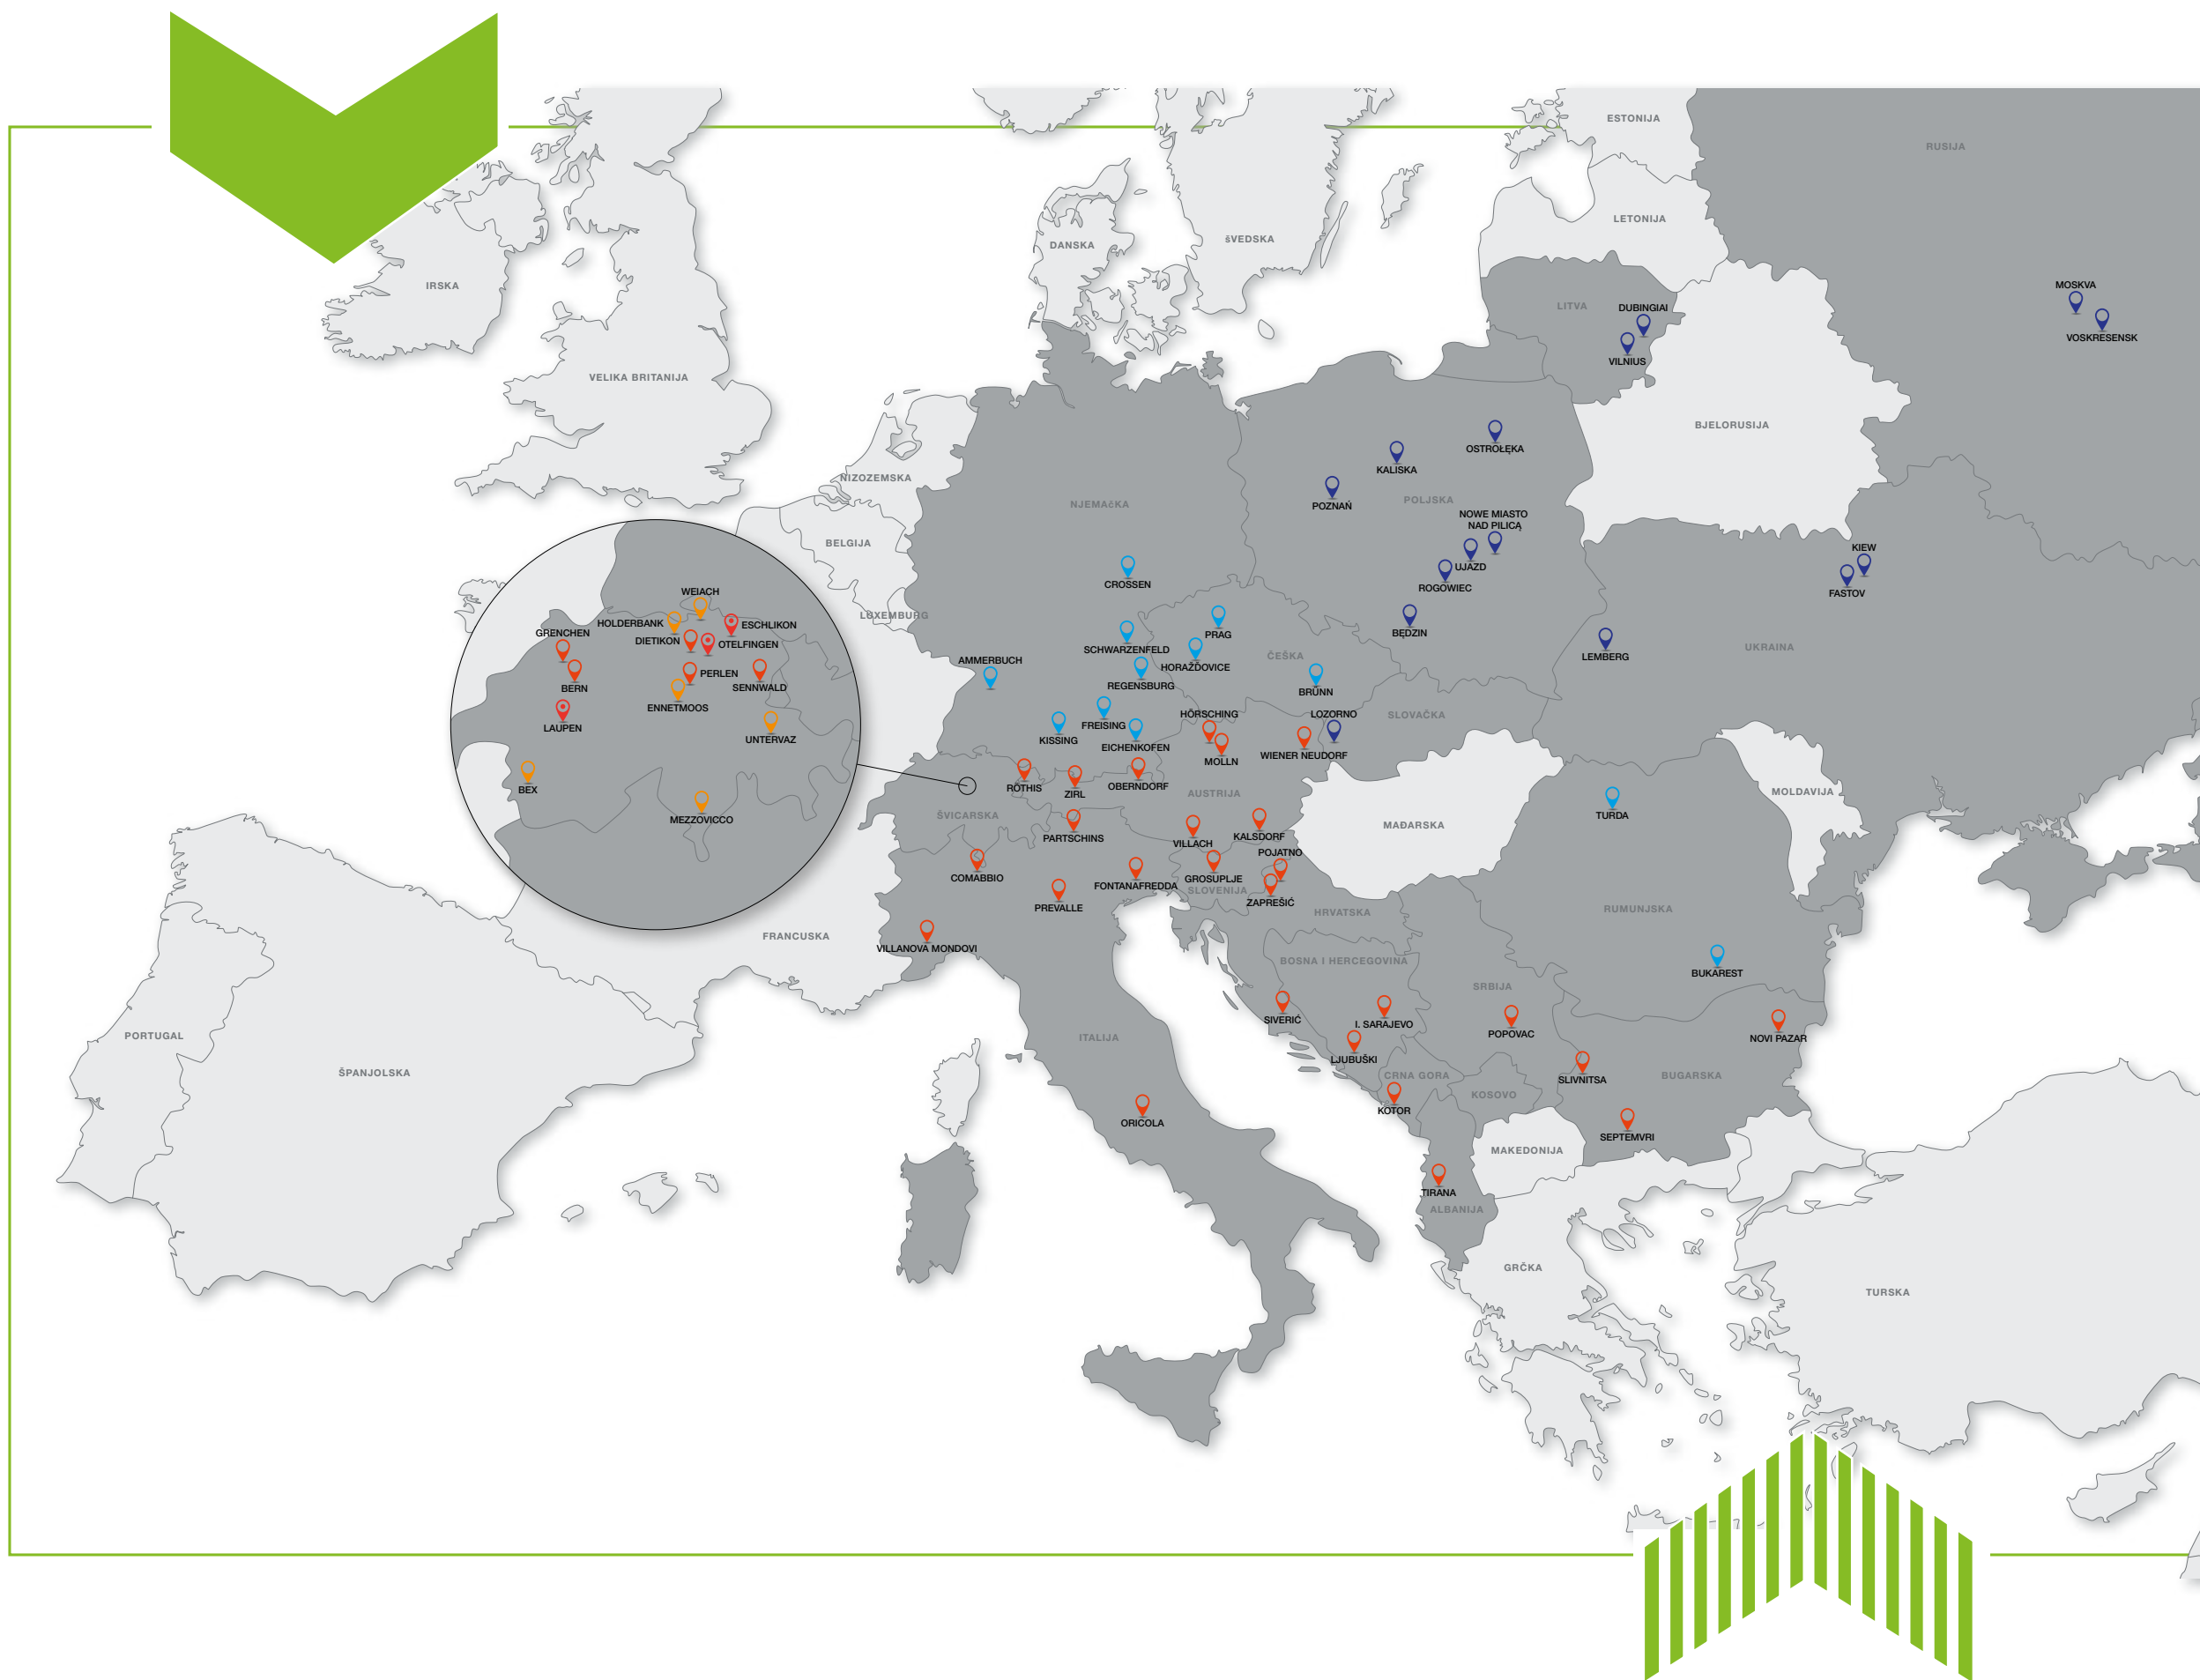 ESTONIJA
RUSIJA
LETONIJA
DANSKA
šVEDSKA
IRSKA
MOSKVA
LITVA
DUBINGIAI
VOSKRESENSK
VILNIUS
VELIKA BRITANIJA
BJELORUSIJA
OSTROŁĘKA
KALISKA
NIZOZEMSKA
NJEMAčKA
POLJSKA
POZNAŃ
NOWE MIASTO
NAD PILICĄ
BELGIJA
KIEW
UJAZD
CROSSEN
ROGOWIEC
FASTOV
WEIACH
LUXEMBURG
HOLDERBANK
ESCHLIKON
GRENCHEN
DIETIKON
OTELFINGEN
PRAG
BĘDZIN
SCHWARZENFELD
UKRAINA
ČEŠKA
LEMBERG
AMMERBUCH
HORAŽDOVICE
PERLEN
BERN
SENNWALD
REGENSBURG
BRÜNN
ENNETMOOS
HÖRSCHING
LOZORNO
SLOVAČKA
LAUPEN
FREISING
UNTERVAZ
KISSING
EICHENKOFEN
WIENER NEUDORF
MOLLN
BEX
RÖTHIS
ZIRL
OBERNDORF
AUSTRIJA
MOLDAVIJA
MEZZOVICCO
ŠVICARSKA
TURDA
MAĐARSKA
PARTSCHINS
VILLACH
KALSDORF
POJATNO
COMABBIO
FONTANAFREDDA
GROSUPLJE
SLOVENIJA
ZAPREŠIĆ
PREVALLE
HRVATSKA
RUMUNJSKA
FRANCUSKA
VILLANOVA MONDOVI
BOSNA I HERCEGOVINA
BUKAREST
SRBIJA
SIVERIĆ
I. SARAJEVO
POPOVAC
PORTUGAL
ITALIJA
NOVI PAZAR
LJUBUŠKI
ŠPANJOLSKA
CRNA GORA
SLIVNITSA
BUGARSKA
KOSOVO
KOTOR
ORICOLA
SEPTEMVRI
MAKEDONIJA
TIRANA
ALBANIJA
GRČKA
TURSKA